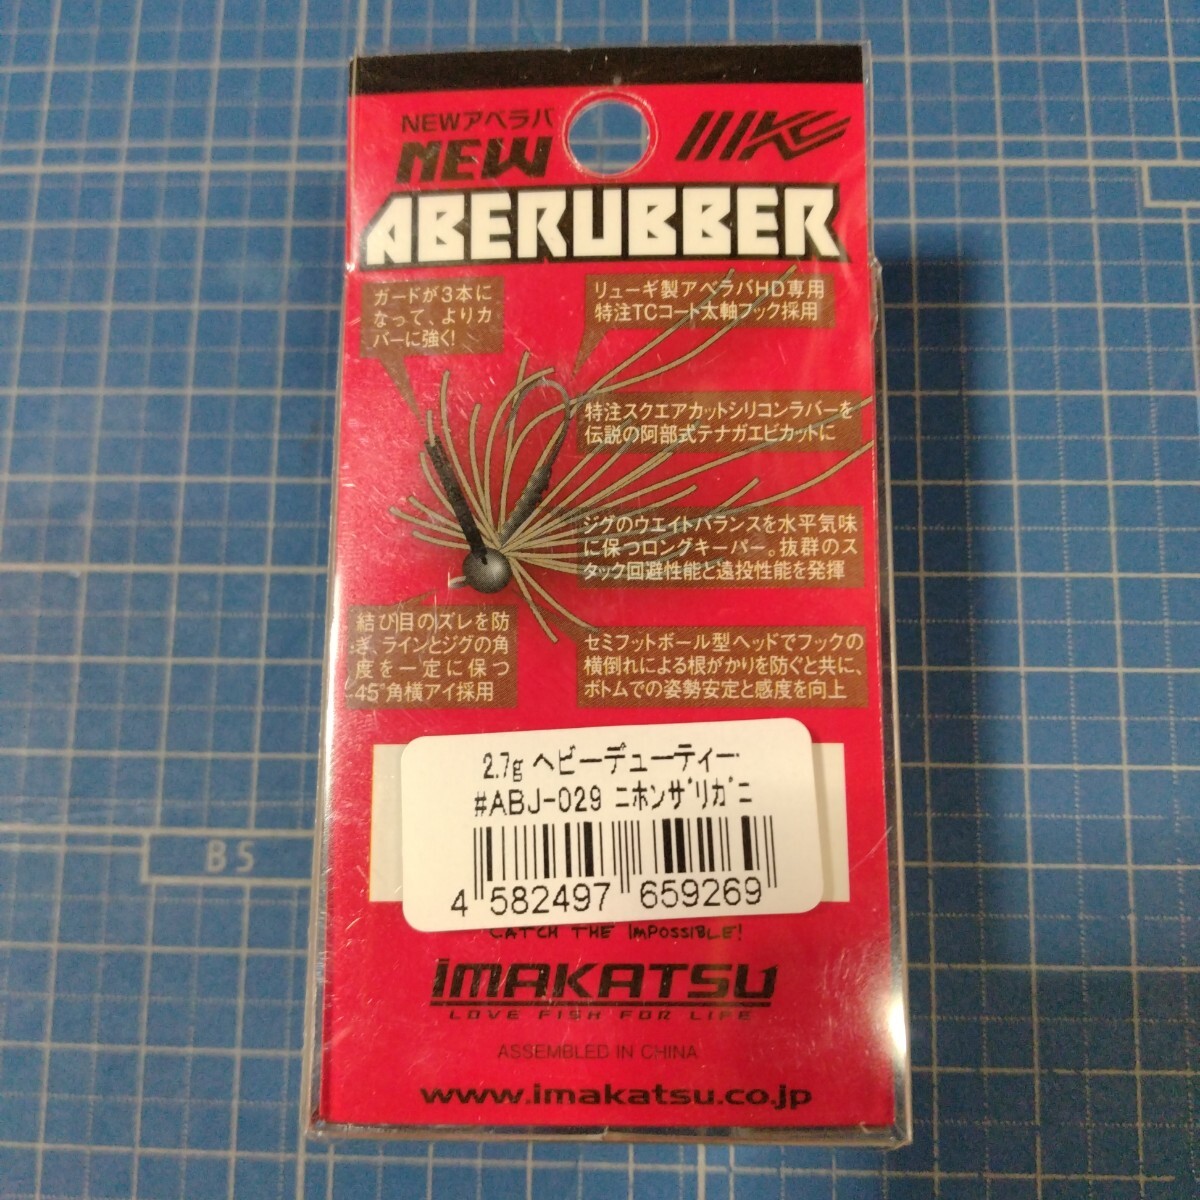 NEWアベラバ
NEW
ABERUBBER
ガードが3本に
なって、よりカ
バーに強く!
リューギ製アベラバHD専用
特注TCコート太軸フック採用
特注スクエアカットシリコンラバーを
伝説の阿部式テナガエビカットに
ジグのウエイトバランスを水平気味
に保つロングキーパー。抜群のス
タック回避性能と遠投性能を発揮
結び目のズレを防
ぎ、ラインとジグの角
度を一定に保つ
45°角横アイ採用
セミフットボール型ヘッドでフックの
横倒れによる根がかりを防ぐと共に、
ボトムでの姿勢安定と感度を向上
2.7g ヘビーデューティー
#ABJ-029 ニホンザリガニ
4 582497 659269
CATCH THE IMPOSSIBLE!
IMAKATSU
LOVE FISH FOR LIFE
ASSEMBLED IN CHINA
www.imakatsu.co.jp
B5